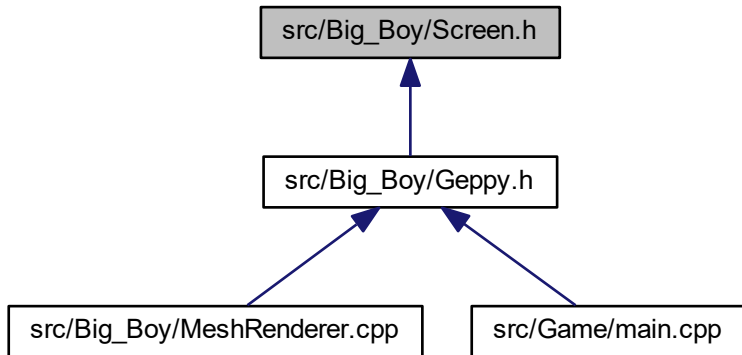 src/Big_Boy/Screen.h
src/Big_Boy/Geppy.h
src/Big_Boy/MeshRenderer.cpp
src/Game/main.cpp